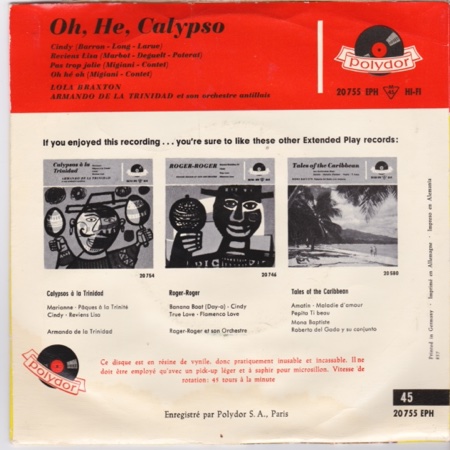 Oh, He, Calypso
Cindy (Barron - Long - Larue)
Reviens Lisa (Marbot - Dequelt - Poterat)
Pas trop jolie (Migiani - Contet)
Oh hé oh (Migiani - Contet)
LOLA BRAXTON
ARMANDO DE LA TRINIDAD et son orchestre antillais
Polydor
20 755 EPH HI-FI
If you enjoyed this recording . . . you're sure to like these other Extended Play records:
Calypsos à la
Trinidad
ROGER-ROGER
Tales of the Caribbean
20 754
20 746
20 580
Calypsos à la Trinidad
Marianne · Pâques à la Trinité
Cindy · Reviens Lisa
Armando de la Trinidad
Roger-Roger
Banana Boat (Day-o) · Cindy
True Love · Flamenco Love
Roger-Roger et son Orchestre
Tales of the Caribbean
Amatia · Maladie d'amour
Pepita Ti beau
Mano Baptiste
Roberto del Gado y su conjunto
Printed in Germany · Imprimé en Allemagne · Impreso en Alemania
Polydor
Ce disque est en résine de vynile, donc pratiquement inusable et incassable. Il ne
doit être employé qu'avec un pick-up léger et à saphir pour microsillon. Vitesse de
rotation: 45 tours à la minute
Enregistré par Polydor S. A., Paris
45
20 755 EPH